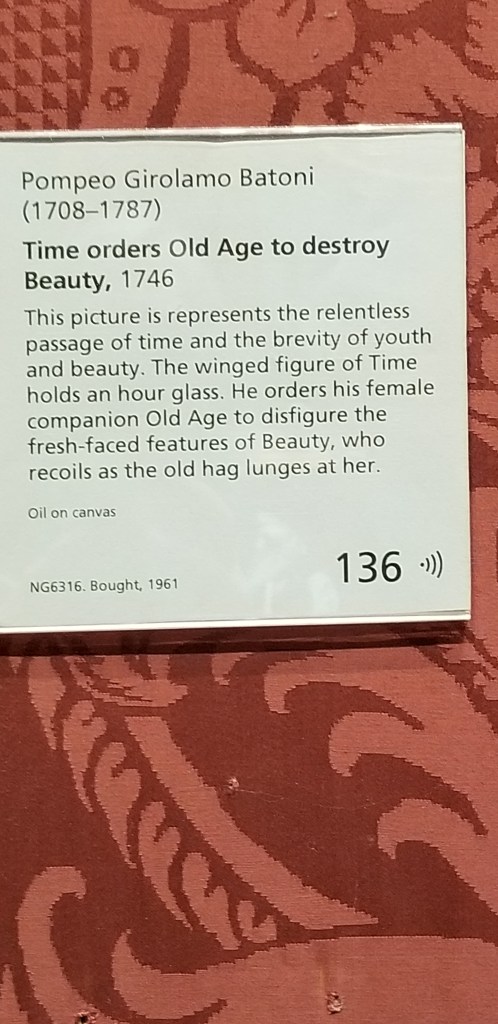 Pompeo Girolamo Batoni
(1708–1787)
Time orders Old Age to destroy
Beauty, 1746
This picture is represents the relentless
passage of time and the brevity of youth
and beauty. The winged figure of Time
holds an hour glass. He orders his female
companion Old Age to disfigure the
fresh-faced features of Beauty, who
recoils as the old hag lunges at her.
Oil on canvas
136
NG6316. Bought, 1961